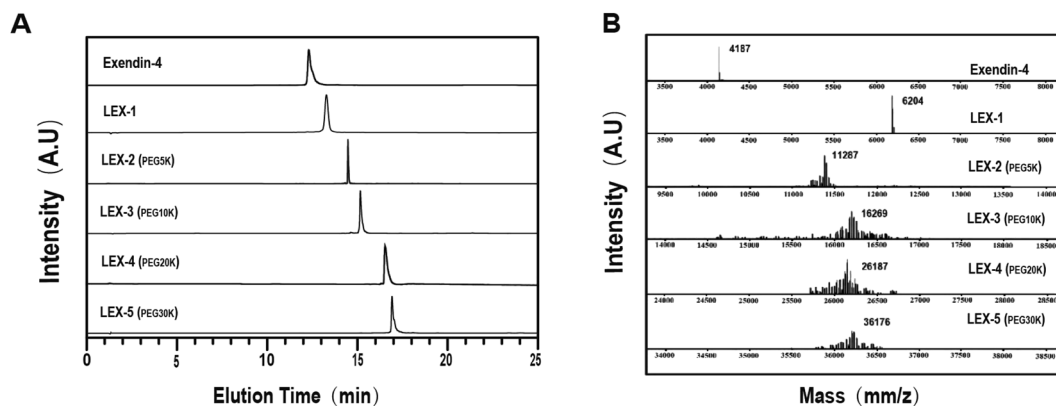 A
Exendin-4
LEX-1
LEX-2 (PEG5K)
LEX-3 (PEG10K)
LEX-4 (PEG20K)
LEX-5 (PEG30K)
0 5 10 15 20 25
Elution Time (min)
Intensity (A.U)
B
4187
Exendin-4
3500 4000 4500 5000 5500 6000 6500 7000 7500 8000
6204
LEX-1
3500 4000 4500 5000 5500 6000 6500 7000 7500 8000
11287
LEX-2 (PEG5K)
9500 10000 10500 11000 11500 12000 12500 13000 13500 14000
16269
LEX-3 (PEG10K)
14000 14500 15000 15500 16000 16500 17000 17500 18000 18500
26187
LEX-4 (PEG20K)
24000 24500 25000 25500 26000 26500 27000 27500 28000 28500
36176
LEX-5 (PEG30K)
34000 34500 35000 35500 36000 36500 37000 37500 38000 38500
Mass (mm/z)
Intensity (A.U)